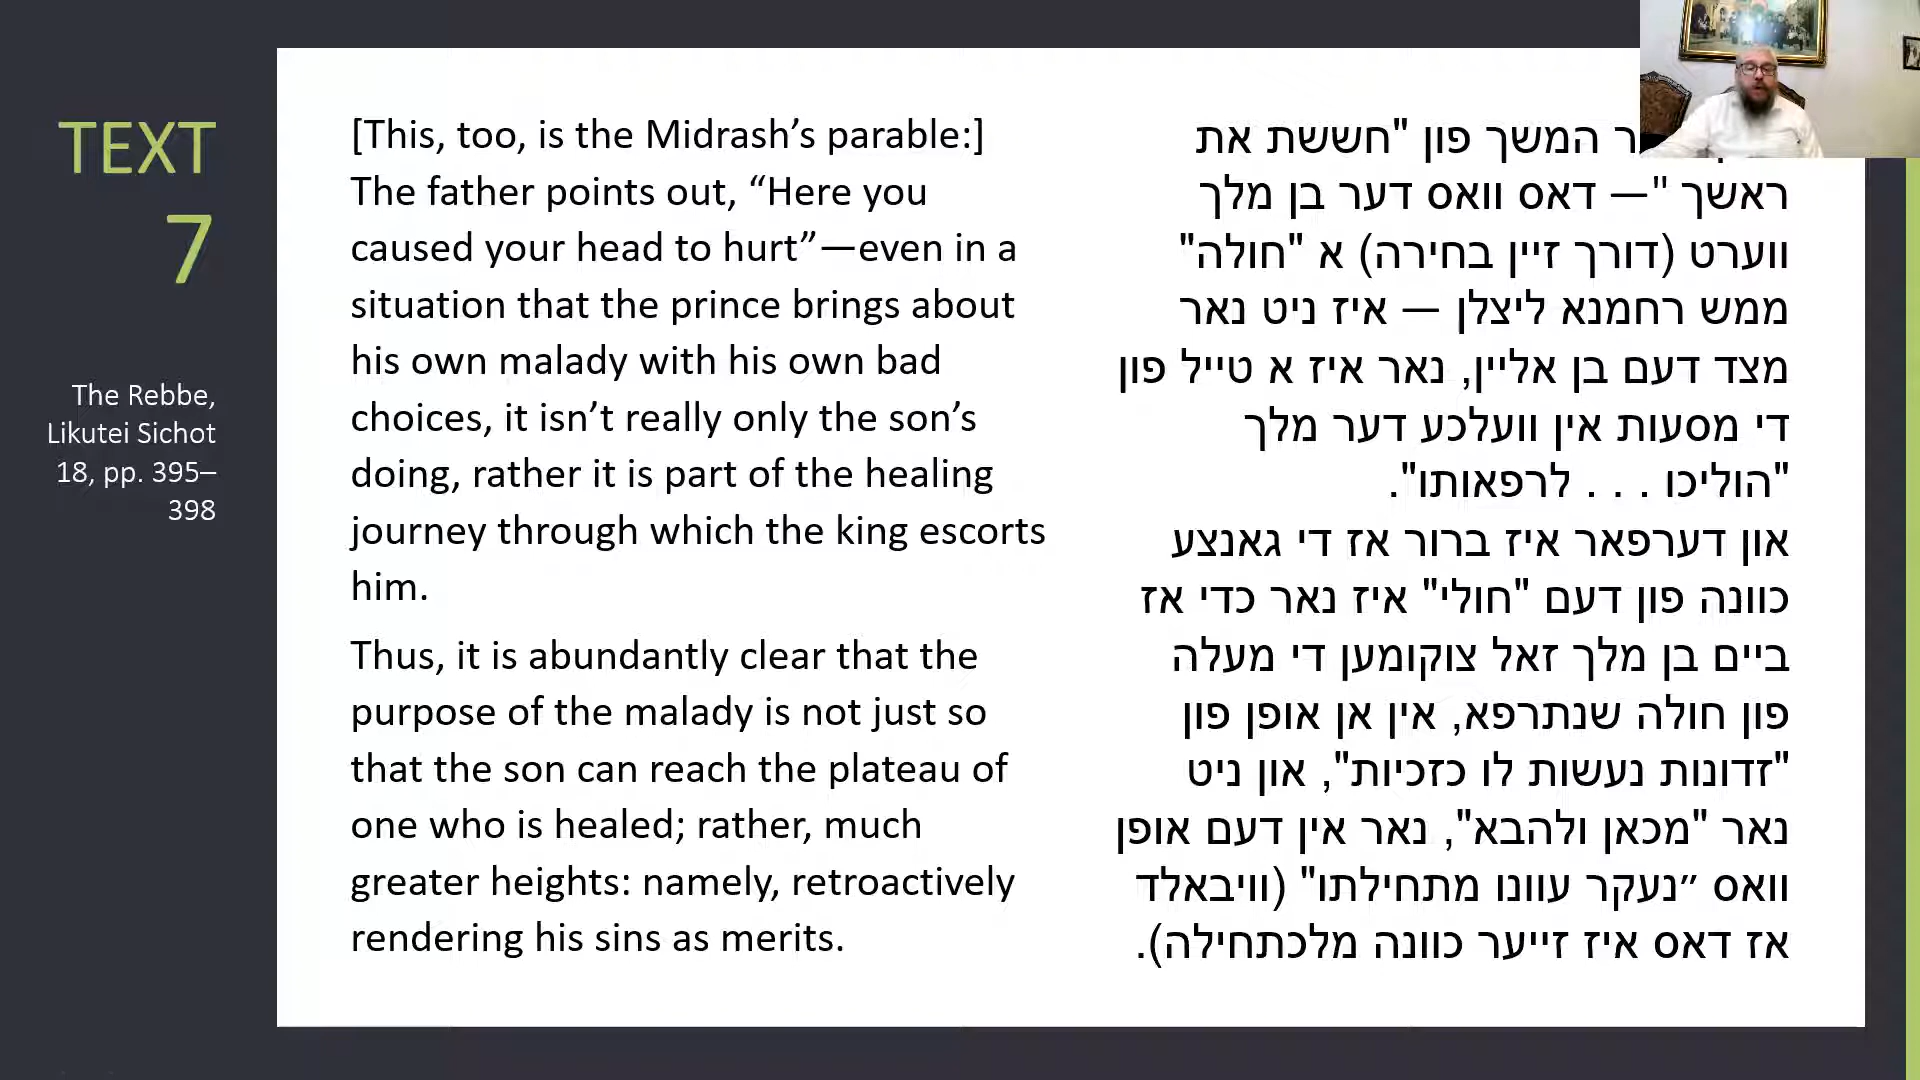 TEXT
7
The Rebbe,
Likutei Sichot
18, pp. 395–
398
[This, too, is the Midrash’s parable:]
The father points out, “Here you
caused your head to hurt”—even in a
situation that the prince brings about
his own malady with his own bad
choices, it isn’t really only the son’s
doing, rather it is part of the healing
journey through which the king escorts
him.
Thus, it is abundantly clear that the
purpose of the malady is not just so
that the son can reach the plateau of
one who is healed; rather, much
greater heights: namely, retroactively
rendering his sins as merits.
המשך פון "חששת את
ראשך "— דאס וואס דער בן מלך
ווערט (דורך זיין בחירה) א "חולה"
ממש רחמנא ליצלן — איז ניט נאר
מצד דעם בן אליין, נאר איז א טייל פון
די מסעות אין וועלכע דער מלך
"הוליכו . . . לרפאותו".
און דערפאר איז ברור אז די גאנצע
כוונה פון דעם "חולי" איז נאר כדי אז
ביים בן מלך זאל צוקומען די מעלה
פון חולה שנתרפא, אין אן אופן פון
"זדונות נעשות לו כזכיות", און ניט
נאר "מכאן ולהבא", נאר אין דעם אופן
וואס ״נעקר עוונו מתחילתו" (וויבאלד
אז דאס איז זייער כוונה מלכתחילה).